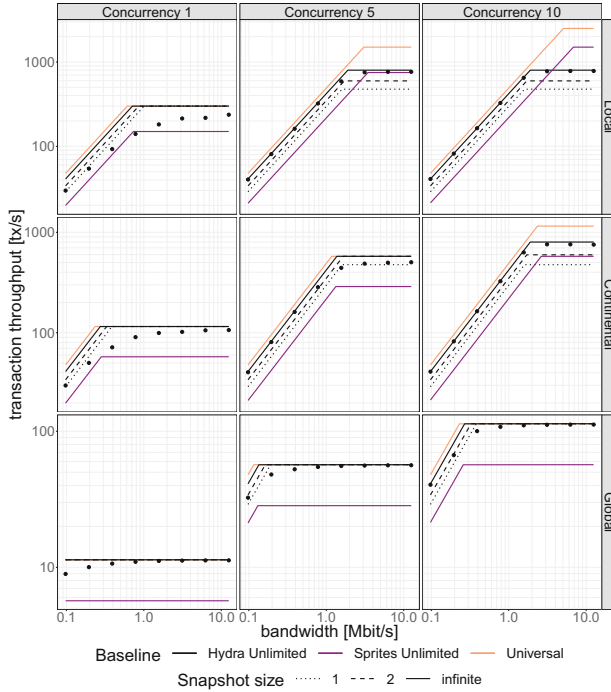 Concurrency 1 Concurrency 5 Concurrency 10
1000
100
Local
transaction throughput [tx/s]
1000
100
Continental
100
10
Global
0.1 1.0 10.0 0.1 1.0 10.0 0.1 1.0 10.0
bandwidth [Mbit/s]
Baseline Hydra Unlimited Sprites Unlimited Universal
Snapshot size 1 2 infinite